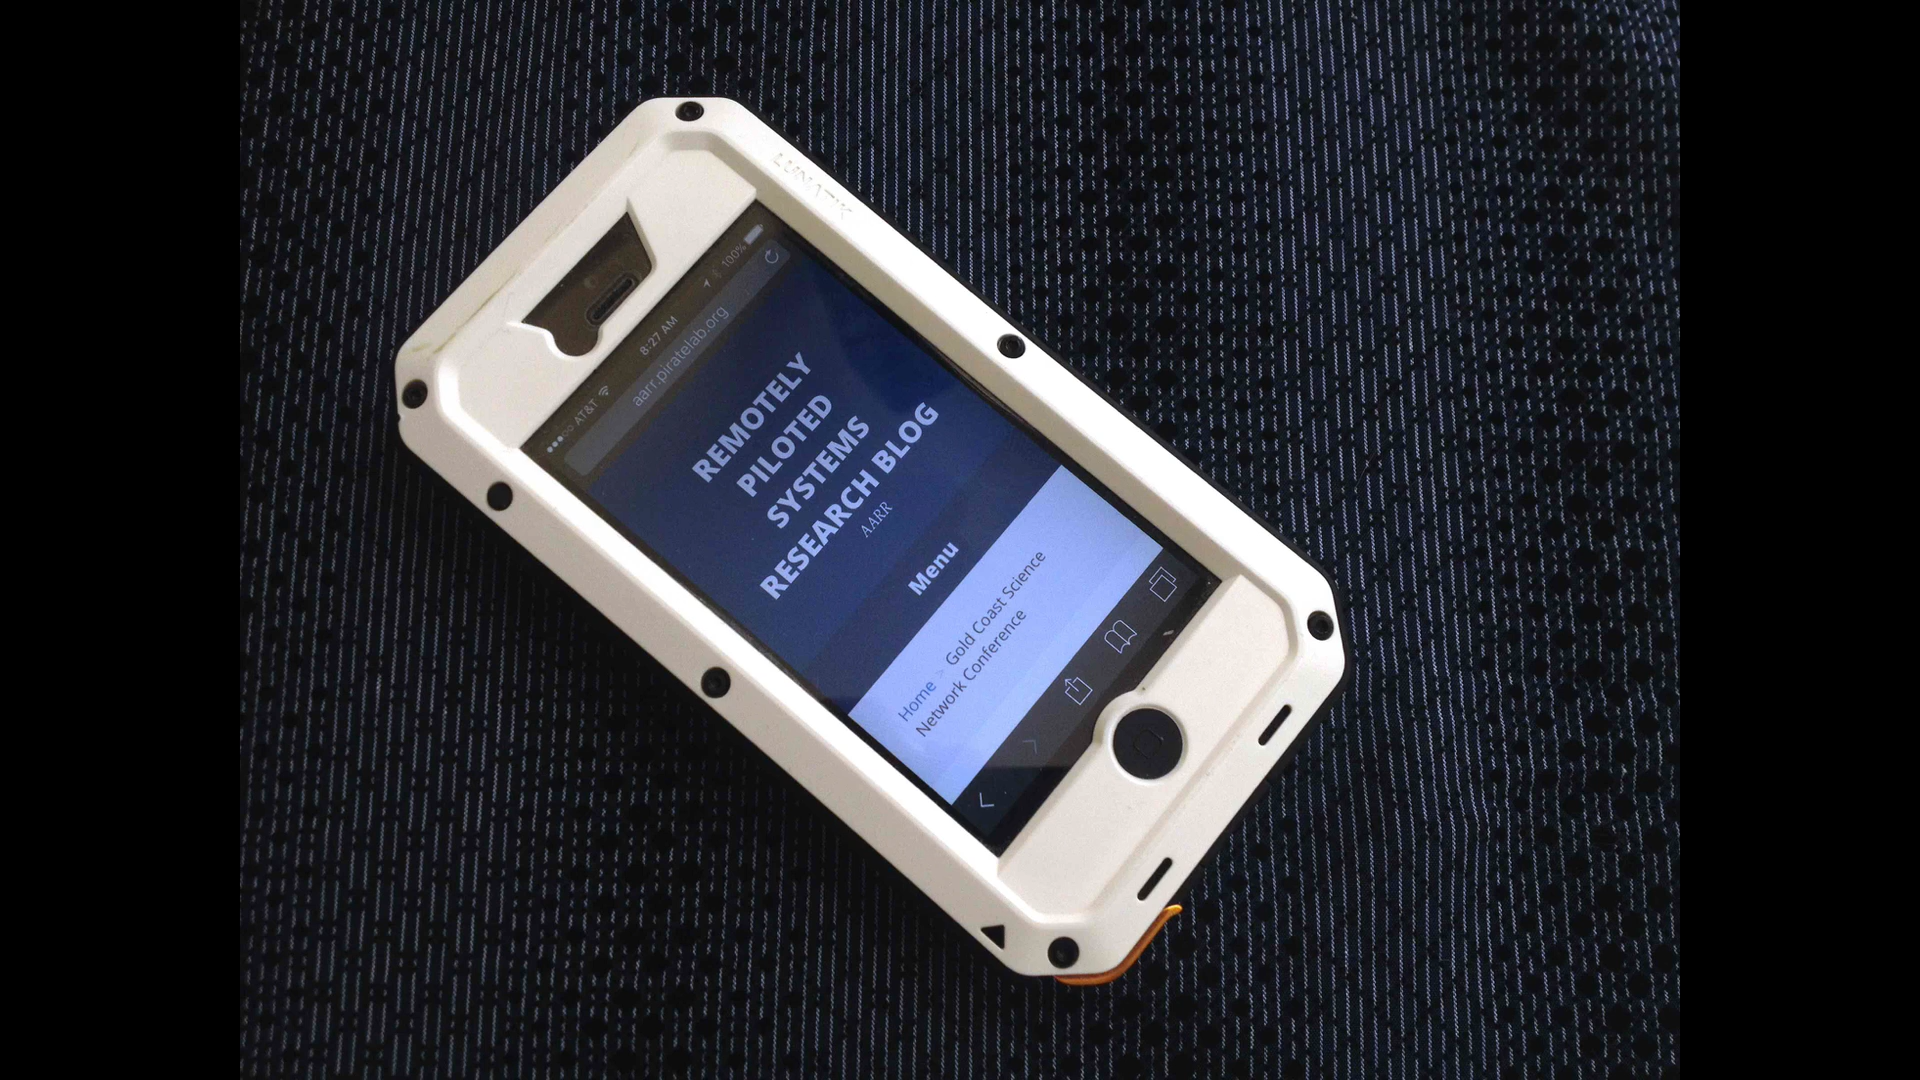 LUNATIK
AT&T 8:27 AM 100%
aarr.piratelab.org
REMOTELY
PILOTED
SYSTEMS
RESEARCH BLOG
AARR
Menu
Home > Gold Coast Science
Network Conference